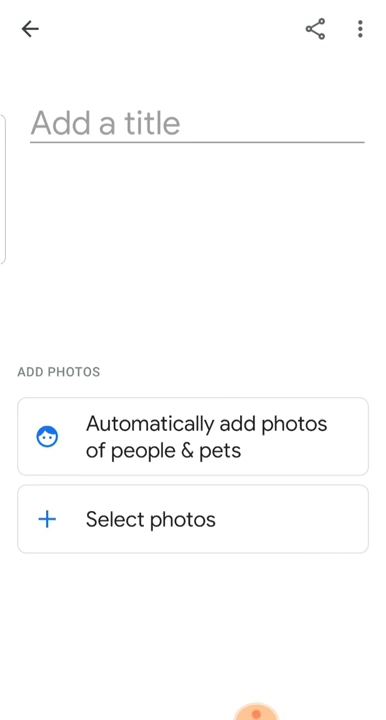 Add a title
ADD PHOTOS
Automatically add photos
of people & pets
Select photos